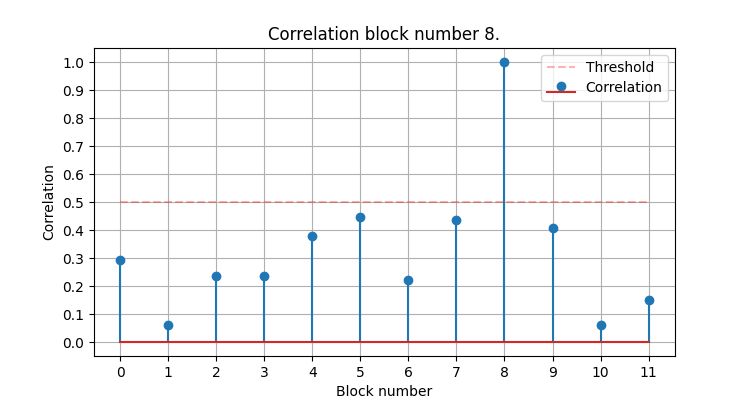 Correlation block number 8.
Threshold
Correlation
1.0
0.9
0.8
0.7
0.6
0.5
0.4
0.3
0.2
0.1
0.0
Correlation
0 1 2 3 4 5 6 7 8 9 10 11
Block number